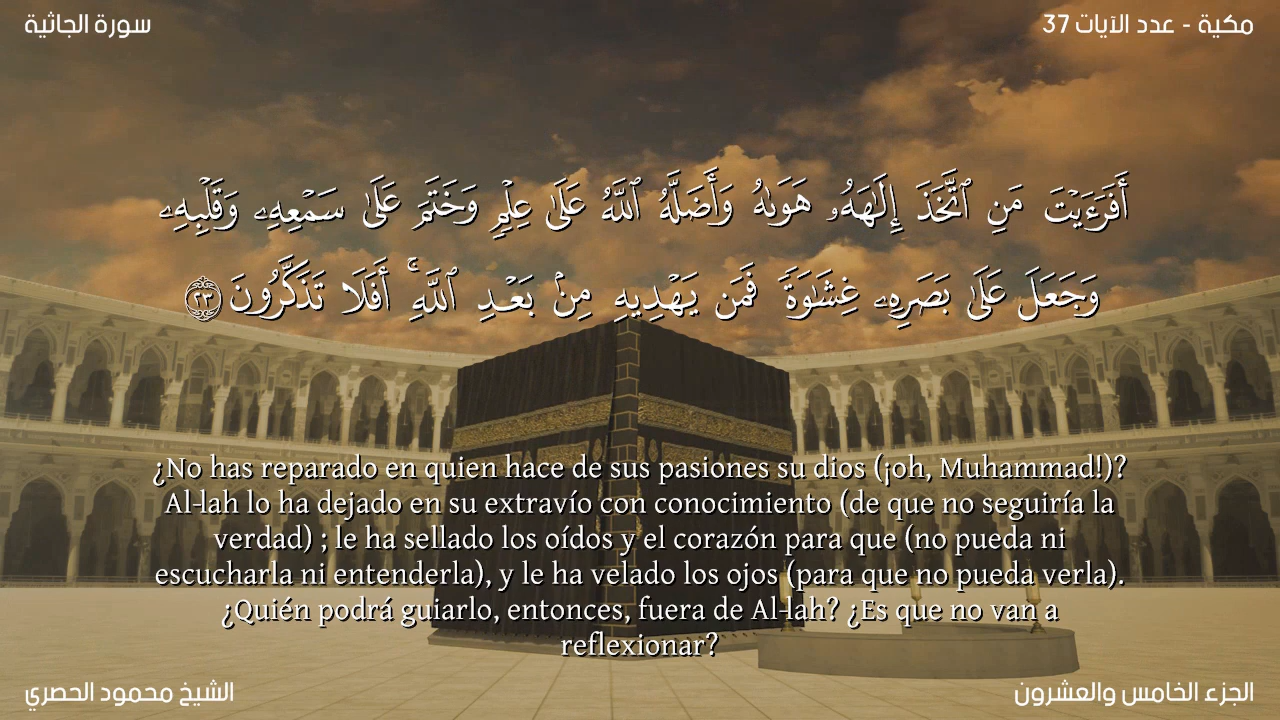 سورة الجاثية
مكية - عدد الآيات 37
أَفَرَءَيْتَ مَنِ ٱتَّخَذَ إِلَٰهَهُۥ هَوَىٰهُ وَأَضَلَّهُ ٱللَّهُ عَلَىٰ عِلْمٍ وَخَتَمَ عَلَىٰ سَمْعِهِۦ وَقَلْبِهِۦ
وَجَعَلَ عَلَىٰ بَصَرِهِۦ غِشَٰوَةً فَمَن يَهْدِيهِ مِنۢ بَعْدِ ٱللَّهِ ۚ أَفَلَا تَذَكَّرُونَ ٢٣
¿No has reparado en quien hace de sus pasiones su dios (¡oh, Muhammad!)?
Al-lah lo ha dejado en su extravío con conocimiento (de que no seguiría la
verdad) ; le ha sellado los oídos y el corazón para que (no pueda ni
escucharla ni entenderla), y le ha velado los ojos (para que no pueda verla).
¿Quién podrá guiarlo, entonces, fuera de Al-lah? ¿Es que no van a
reflexionar?
الشيخ محمود الحصري
الجزء الخامس والعشرون